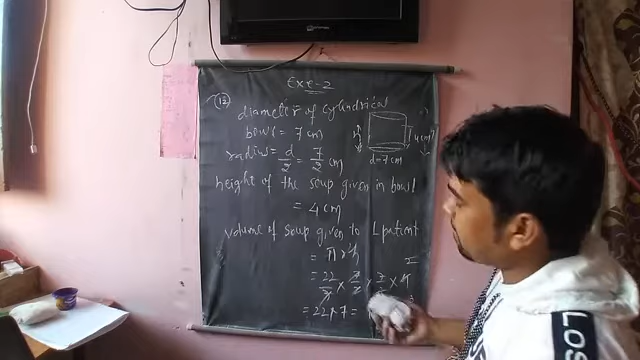 Exe-2
(12) diameter of cylindrical
bowl = 7 cm
h
4 cm
d=7cm
radius = d/2 = 7/2 cm
height of the soup given in bowl
= 4 cm
volume of soup given to 1 patient
= πr²h
= 22/7 × 7/2 × 7/2 × 4
= 22×7 =
LOS